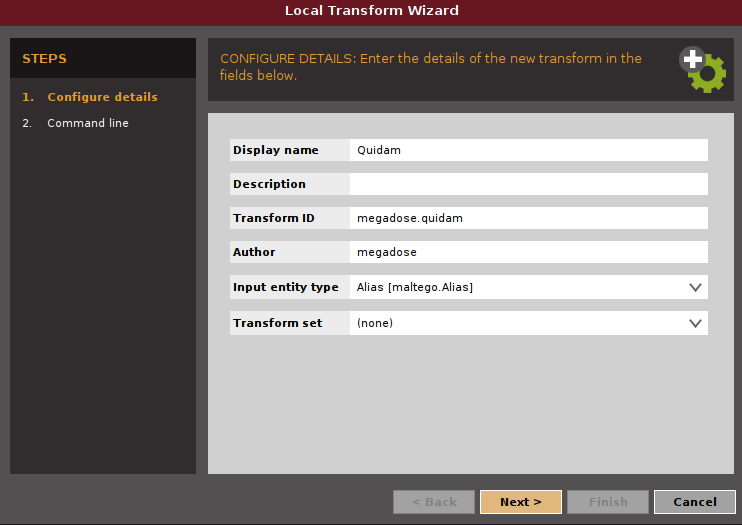 Local Transform Wizard
STEPS
1. Configure details
2. Command line
CONFIGURE DETAILS: Enter the details of the new transform in the
fields below.
Display name Quidam
Description
Transform ID megadose.quidam
Author megadose
Input entity type Alias [maltego.Alias]
Transform set (none)
< Back Next > Finish Cancel